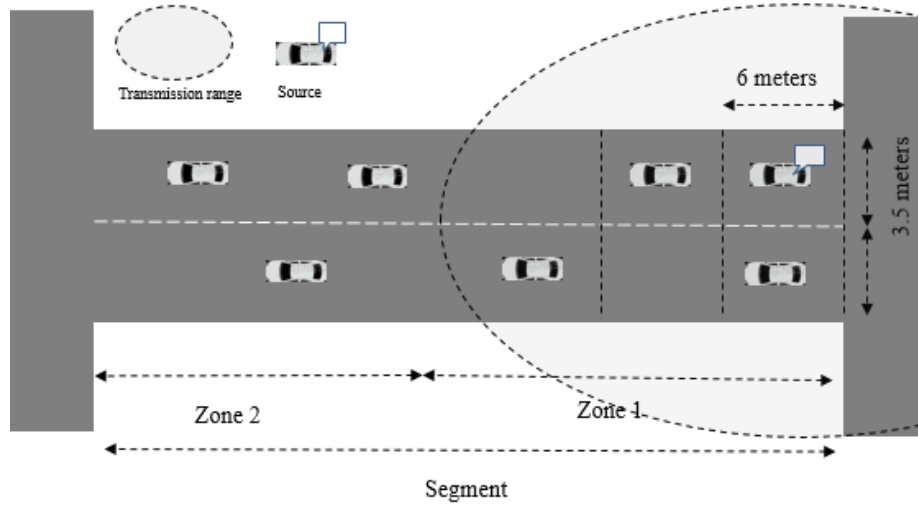 6 meters
Transmission range
Source
3.5 meters
Zone 2
Zone 1
Segment